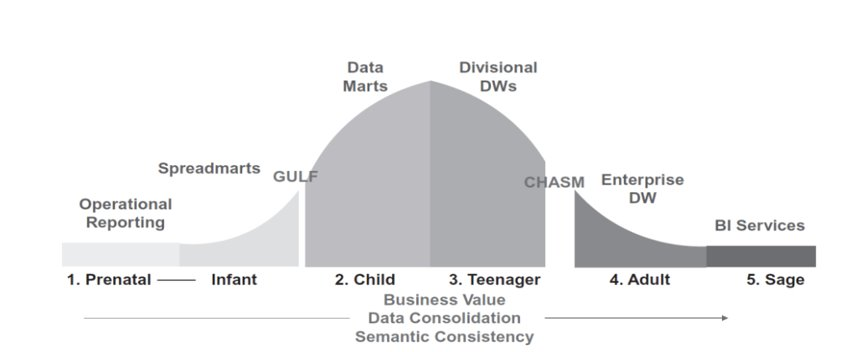 Data
Marts
Divisional
DWs
Spreadmarts
GULF
CHASM
Enterprise
DW
Operational
Reporting
BI Services
1. Prenatal
Infant
2. Child
3. Teenager
4. Adult
5. Sage
Business Value
Data Consolidation
Semantic Consistency